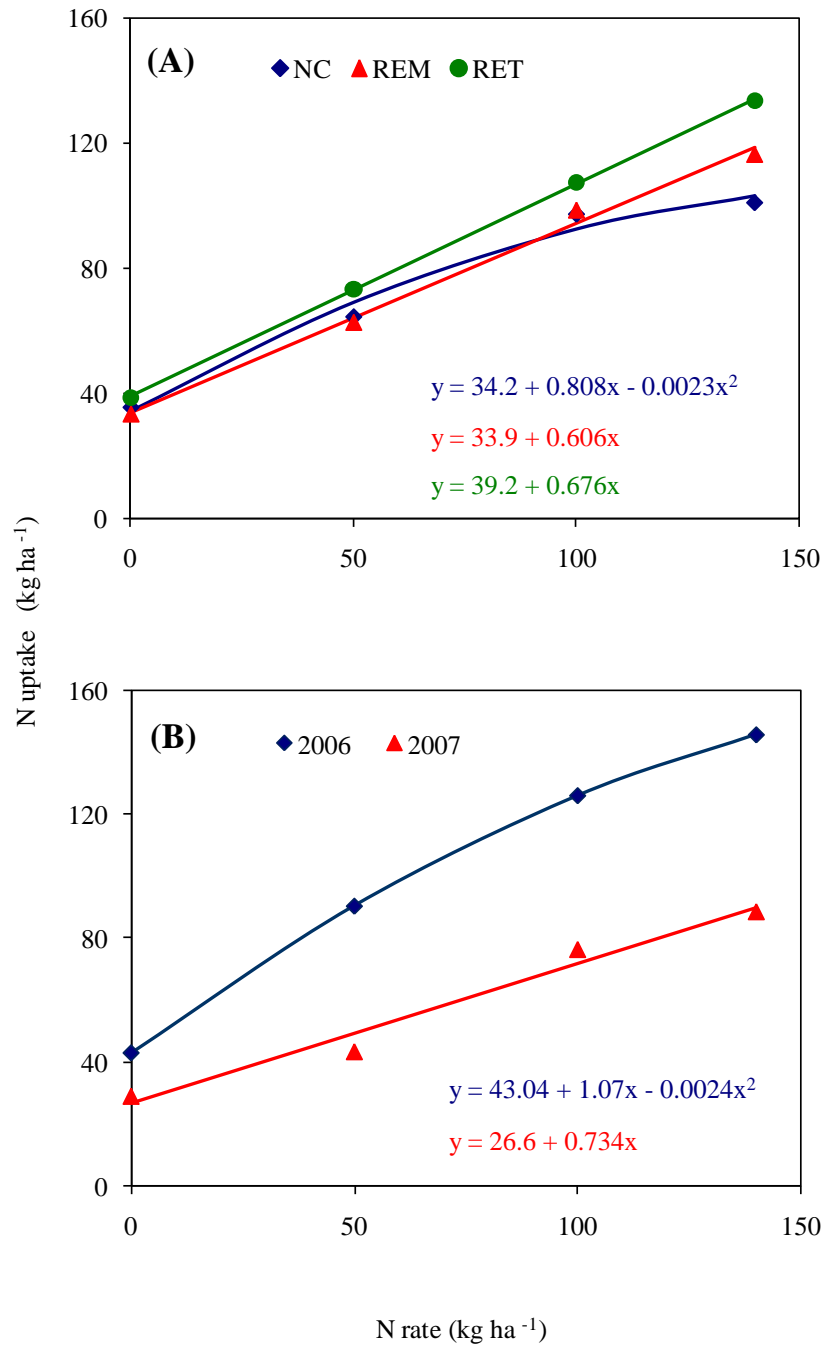 160
(A)
NC REM RET
120
80
40
y = 34.2 + 0.808x - 0.0023x²
y = 33.9 + 0.606x
y = 39.2 + 0.676x
0
0 50 100 150
N uptake (kg ha ⁻¹)
160
(B)
2006 2007
120
80
40
y = 43.04 + 1.07x - 0.0024x²
y = 26.6 + 0.734x
0
0 50 100 150
N rate (kg ha ⁻¹)